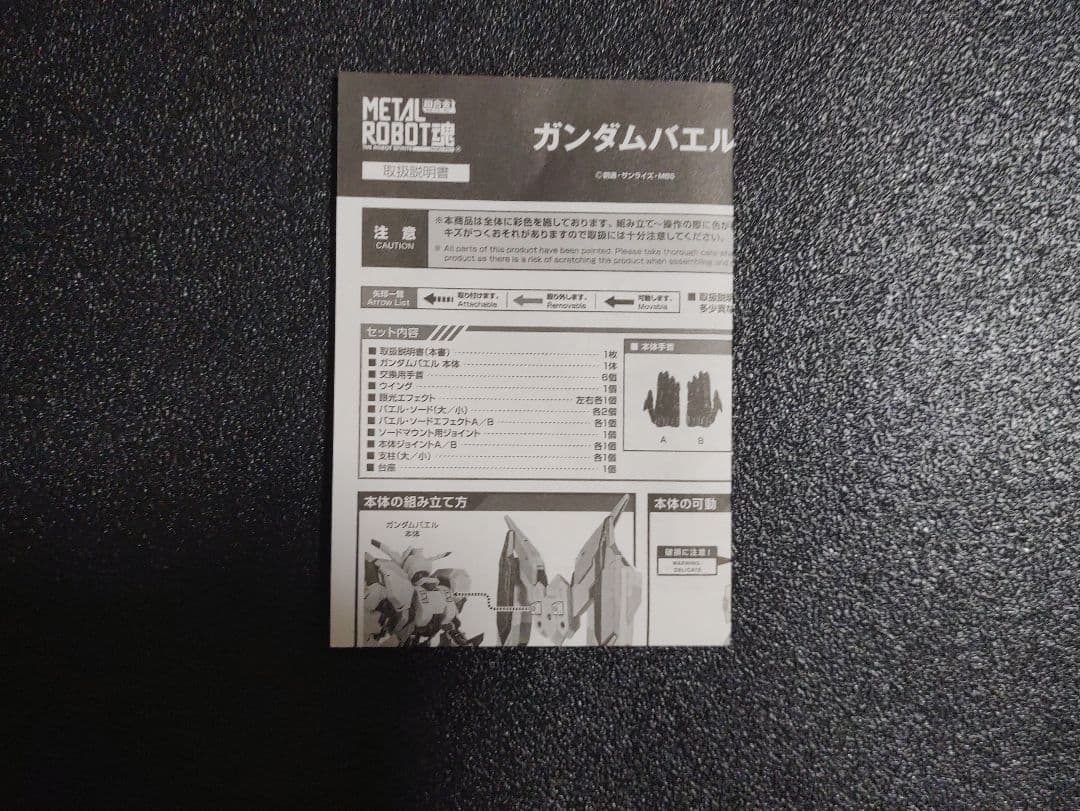 METAL
ROBOT魂
THE ROBOT SPIRITS
取扱説明書
ガンダムバエル
©創通・サンライズ・MBS
注意
CAUTION
※本商品は全体に彩色を施しております。組み立て～操作の際に色が
キズがつくおそれがありますので取扱には十分注意してください。
※ All parts of this product have been painted. Please take thorough care
product as there is a risk of scratching the product when assembling and
矢印一覧
Arrow List
取り付けます。
Attachable
取り外します。
Removable
可動します。
Movable
■ 取扱説明
多少異な
セット内容
■ 取扱説明書(本書) 1枚
■ ガンダムバエル 本体 1体
■ 交換用手首 6個
■ ウイング 1個
■ 眼光エフェクト 左右各1個
■ バエル・ソード(大/小) 各2個
■ バエル・ソードエフェクトA/B 各1個
■ ソードマウント用ジョイント 1個
■ 本体ジョイントA/B 各1個
■ 支柱(大/小) 各1個
■ 台座 1個
■ 本体手首
A
B
本体の組み立て方
ガンダムバエル
本体
本体の可動
破損に注意!
WARNING:
DELICATE